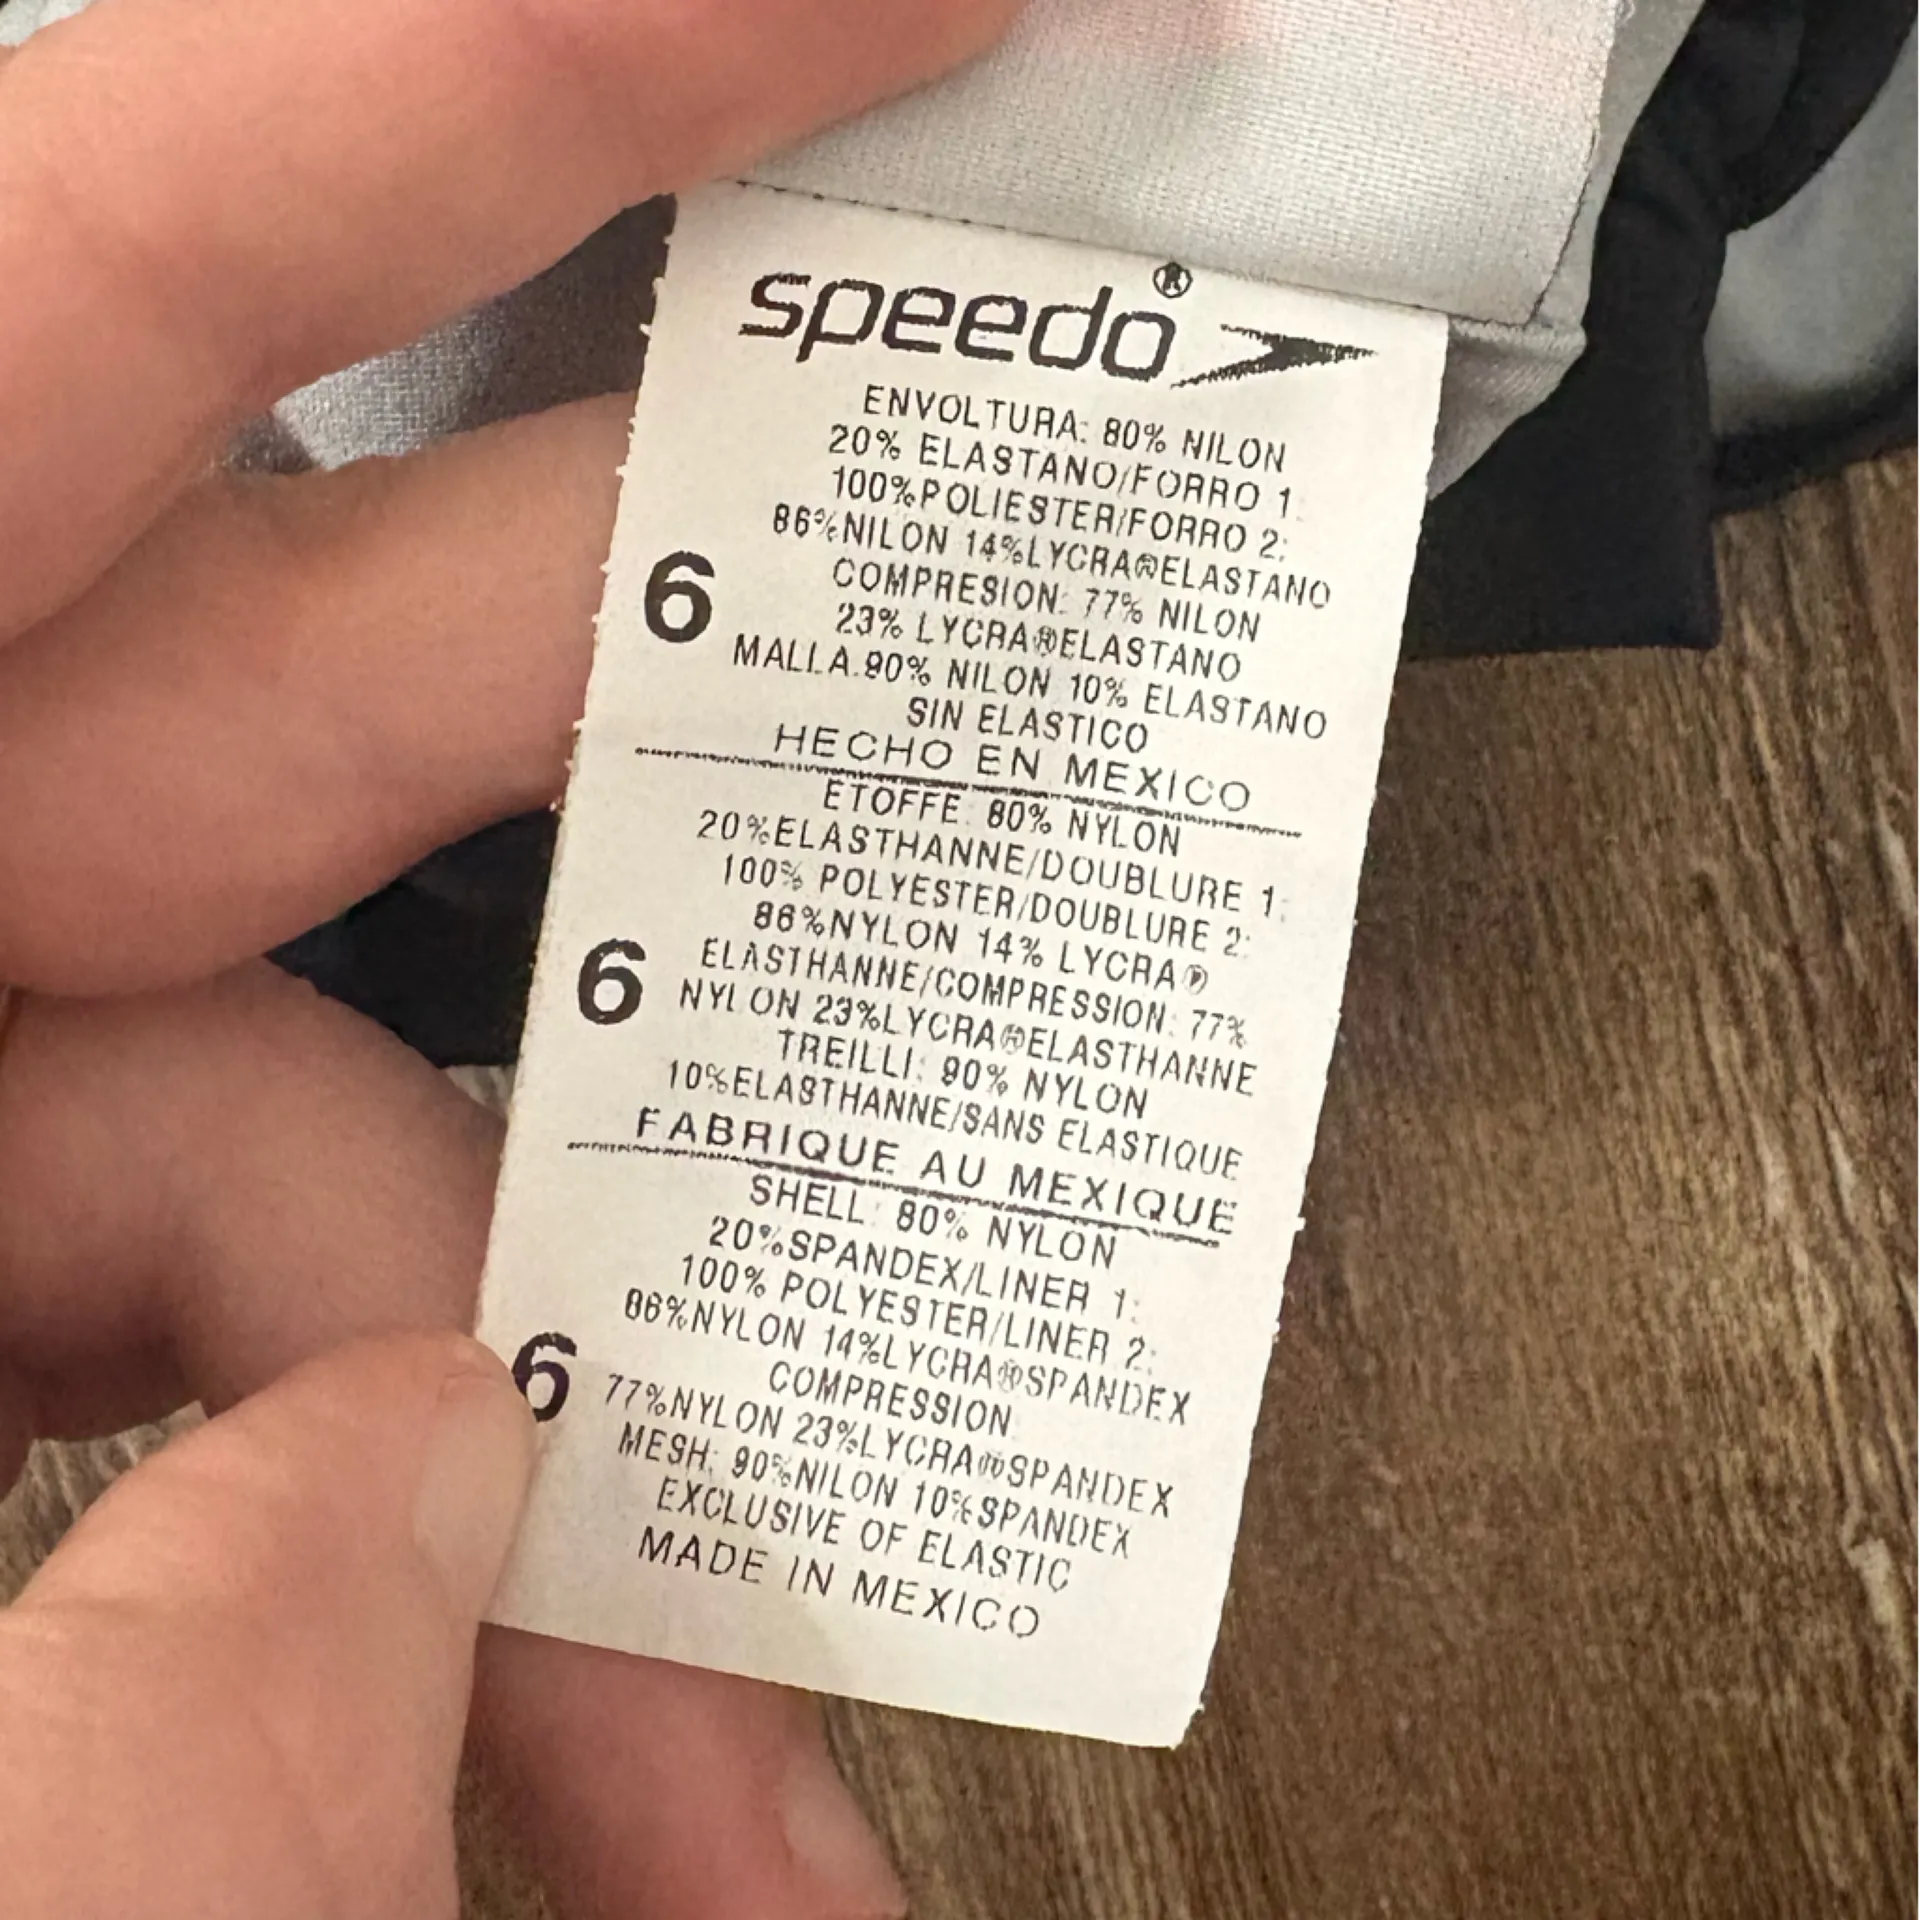 speedo®
ENVOLTURA: 80% NILON
20% ELASTANO/FORRO 1:
100%POLIESTER/FORRO 2:
86%NILON 14%LYCRA®ELASTANO
COMPRESION: 77% NILON
6
23% LYCRA®ELASTANO
MALLA:90% NILON 10% ELASTANO
SIN ELASTICO
HECHO EN MEXICO
ETOFFE: 80% NYLON
20%ELASTHANNE/DOUBLURE 1:
100% POLYESTER/DOUBLURE 2:
86%NYLON 14% LYCRA®
6
ELASTHANNE/COMPRESSION: 77%
NYLON 23%LYCRA®ELASTHANNE
TREILLI: 90% NYLON
10%ELASTHANNE/SANS ELASTIQUE
FABRIQUE AU MEXIQUE
SHELL: 80% NYLON
20%SPANDEX/LINER 1:
100% POLYESTER/LINER 2:
86%NYLON 14%LYCRA®SPANDEX
COMPRESSION
6
77%NYLON 23%LYCRA®SPANDEX
MESH: 90%NILON 10%SPANDEX
EXCLUSIVE OF ELASTIC
MADE IN MEXICO